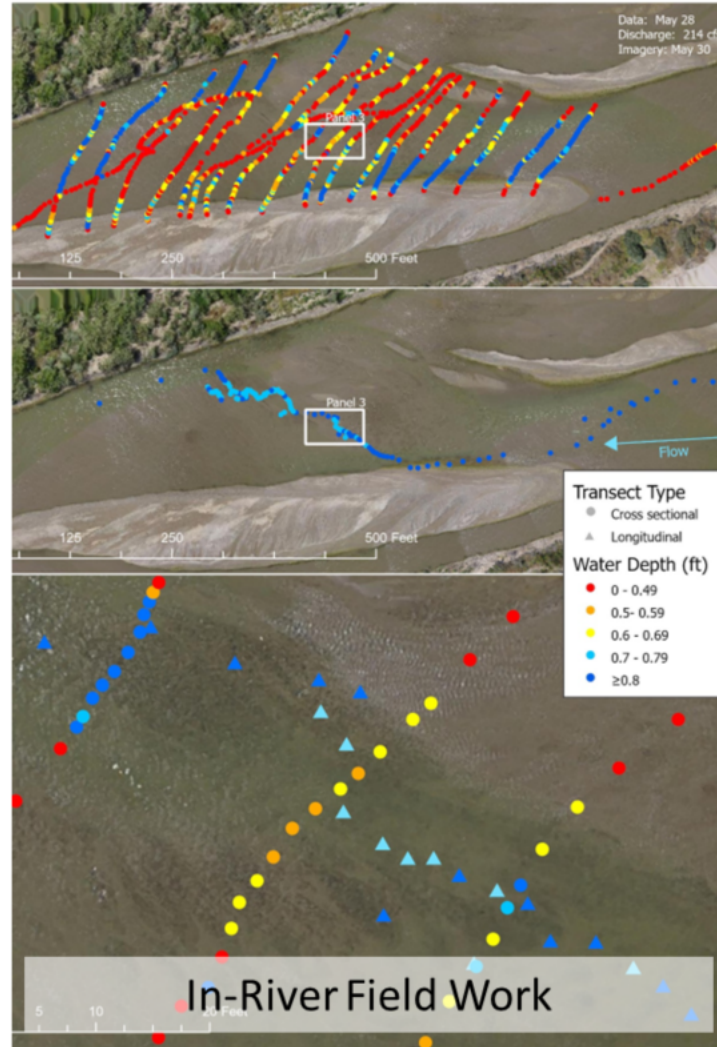 Data: May 28
Discharge: 214 cf
Imagery: May 30
Panel 3
125
250
500 Feet
Panel 3
Flow
125
250
500 Feet
Transect Type
Cross sectional
Longitudinal
Water Depth (ft)
0 - 0.49
0.5- 0.59
0.6 - 0.69
0.7 - 0.79
≥0.8
In-River Field Work
5
10
20 Feet